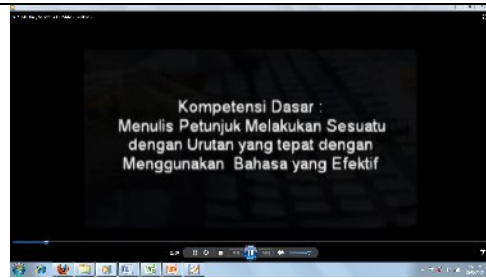 Kompetensi Dasar :
Menulis Petunjuk Melakukan Sesuatu
dengan Urutan yang tepat dengan
Menggunakan Bahasa yang Efektif